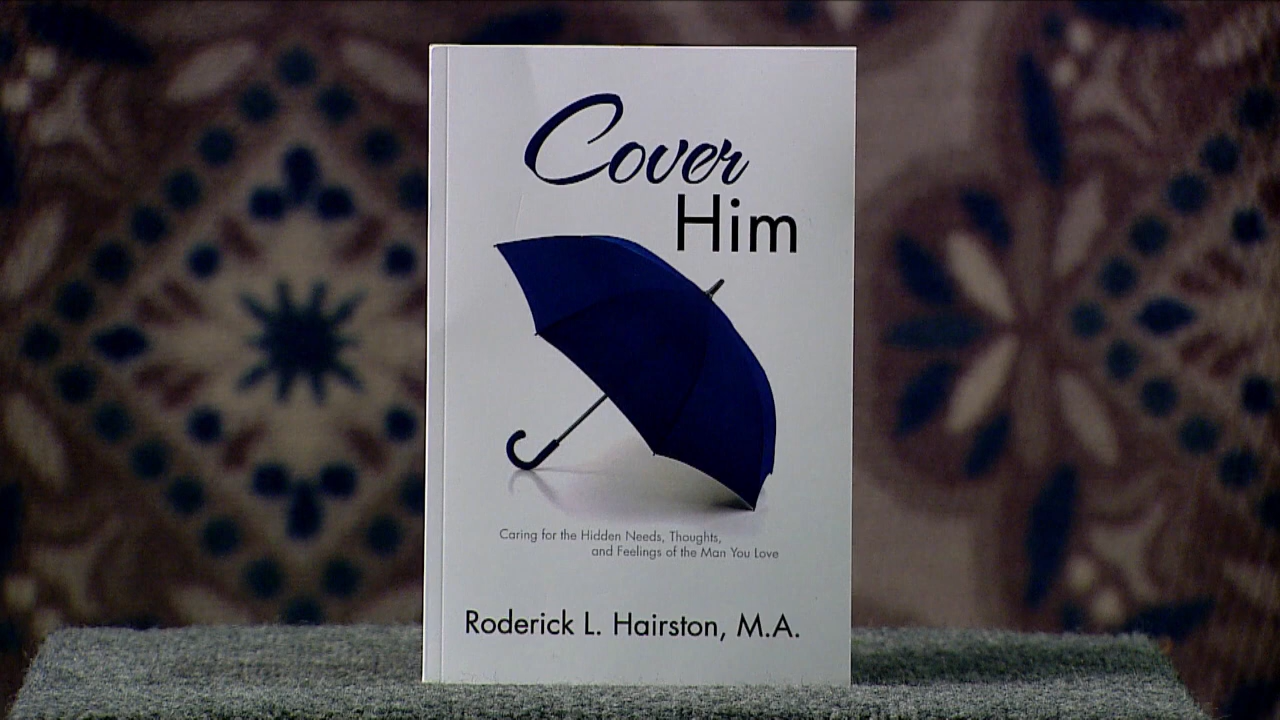 Cover
Him
Caring for the Hidden Needs, Thoughts,
and Feelings of the Man You Love
Roderick L. Hairston, M.A.